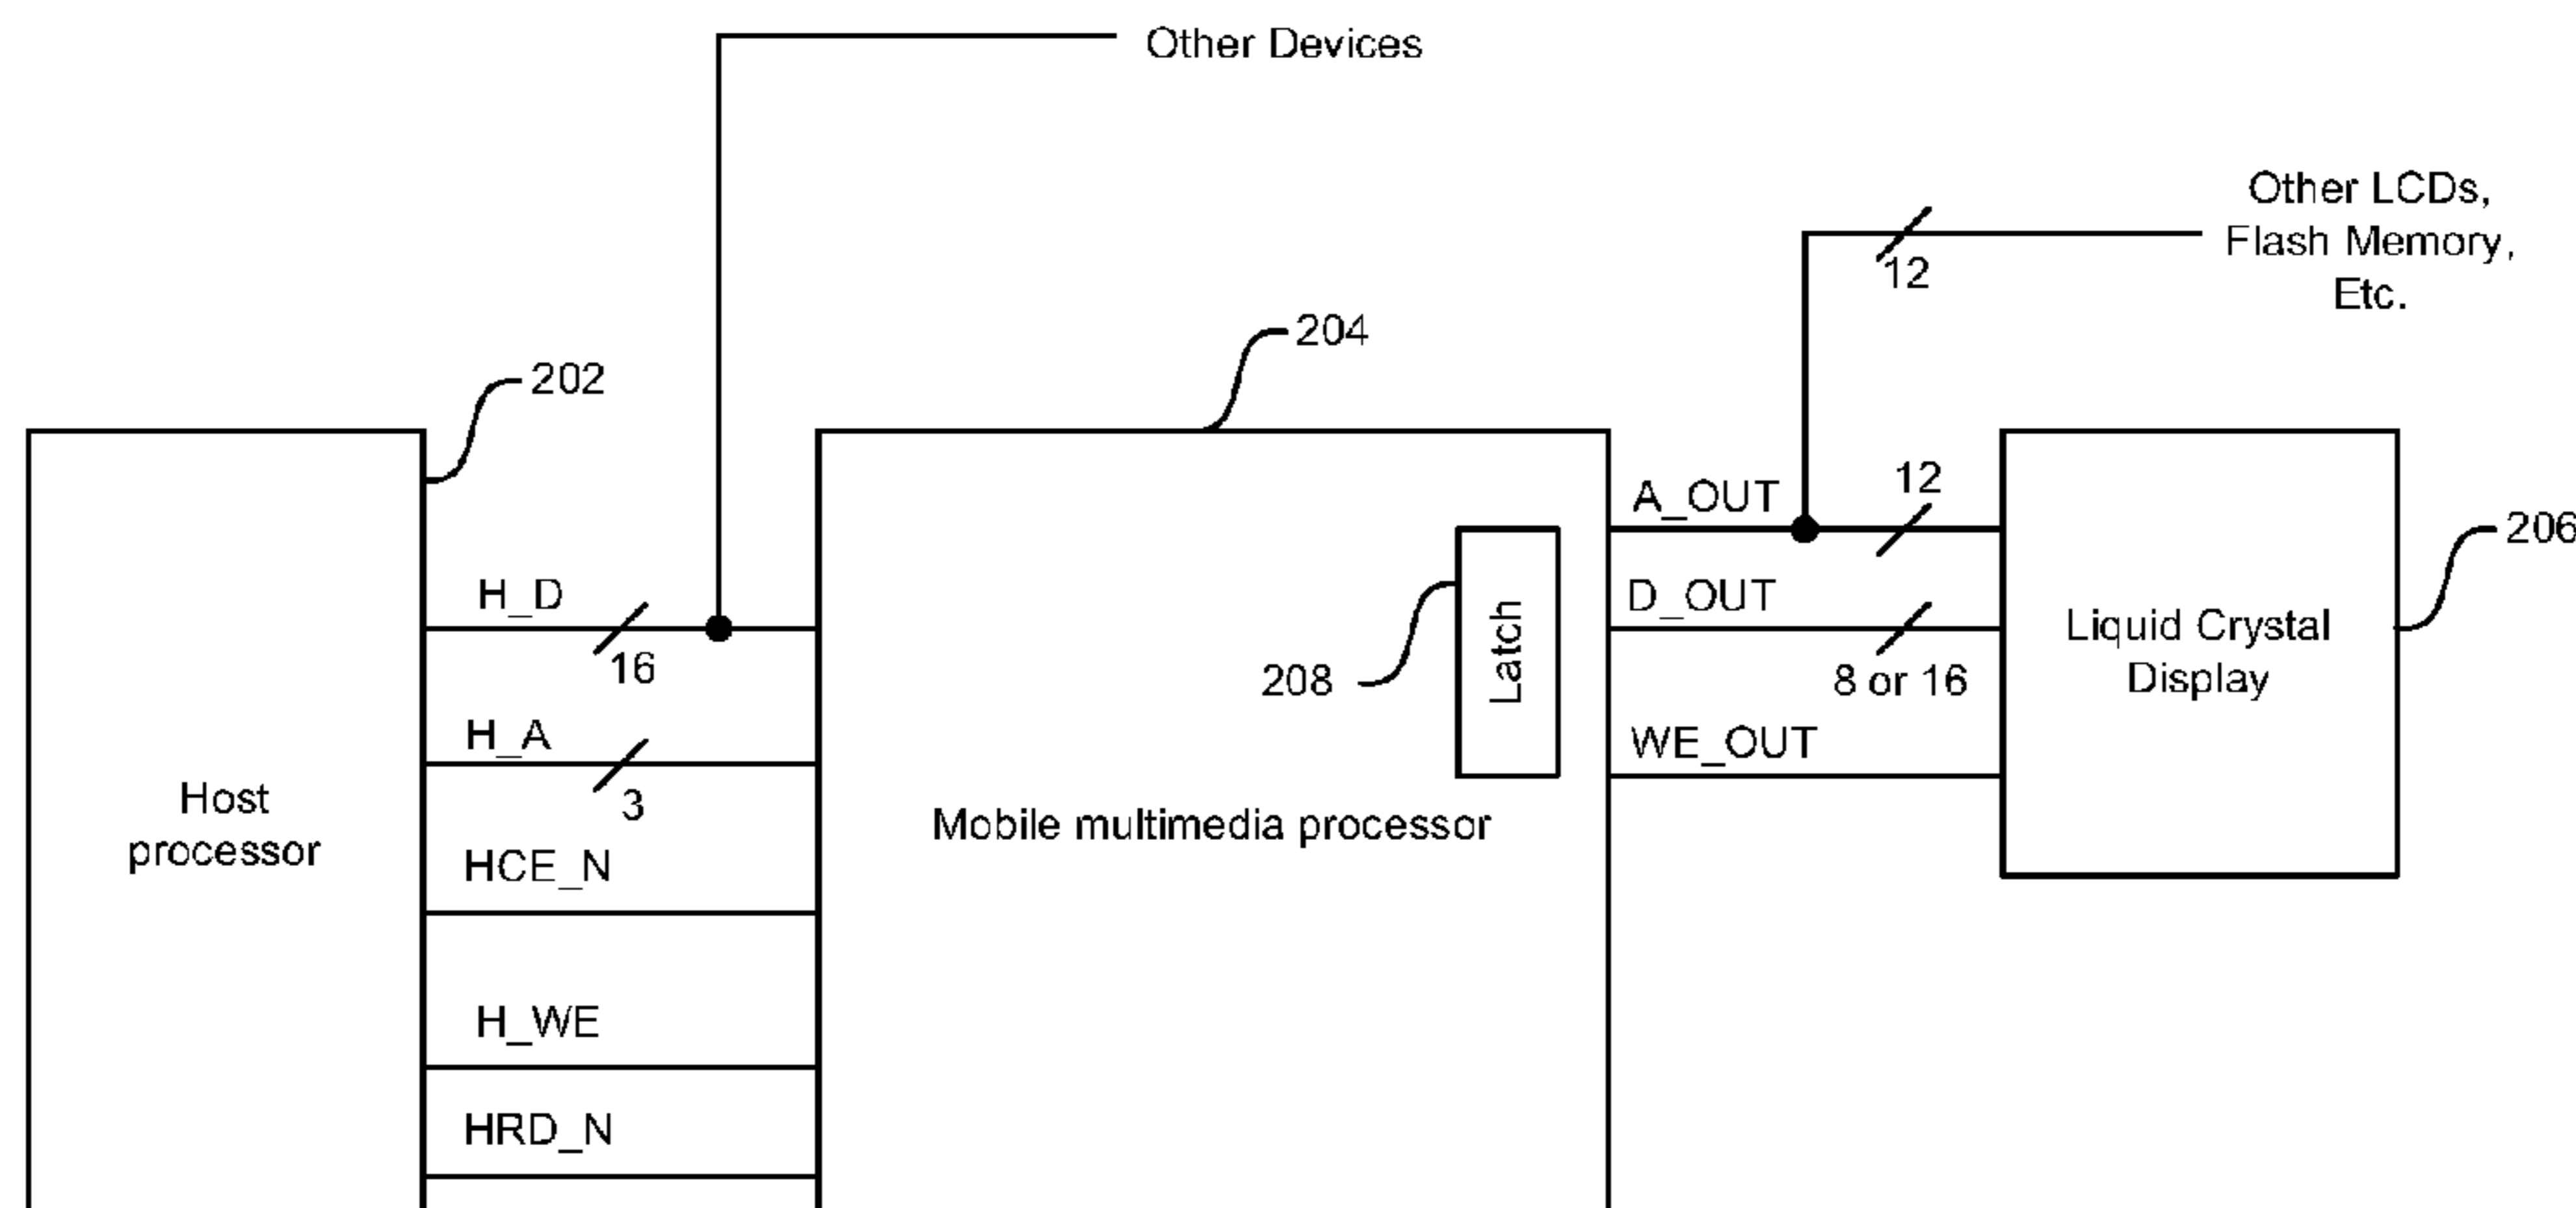 Other Devices
Other LCDs,
Flash Memory,
Etc.
12
204
202
12
A_OUT
206
H_D
D_OUT
16
208
Latch
8 or 16
Liquid Crystal
Display
H_A
WE_OUT
3
Host
processor
Mobile multimedia processor
HCE_N
H_WE
HRD_N